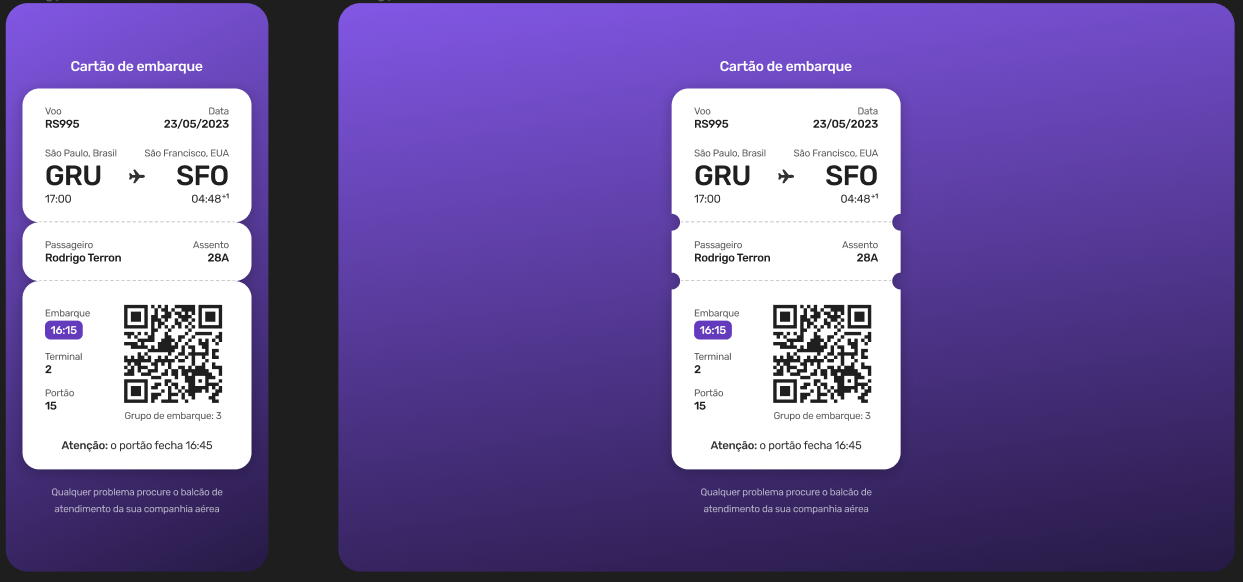 Cartão de embarque
Voo Data
RS995 23/05/2023
São Paulo, Brasil São Francisco, EUA
GRU SFO
17:00 04:48+1
Passageiro Assento
Rodrigo Terron 28A
Embarque
16:15
Terminal
2
Portão
15
Grupo de embarque: 3
Atenção: o portão fecha 16:45
Qualquer problema procure o balcão de
atendimento da sua companhia aérea
Cartão de embarque
Voo Data
RS995 23/05/2023
São Paulo, Brasil São Francisco, EUA
GRU SFO
17:00 04:48+1
Passageiro Assento
Rodrigo Terron 28A
Embarque
16:15
Terminal
2
Portão
15
Grupo de embarque: 3
Atenção: o portão fecha 16:45
Qualquer problema procure o balcão de
atendimento da sua companhia aérea